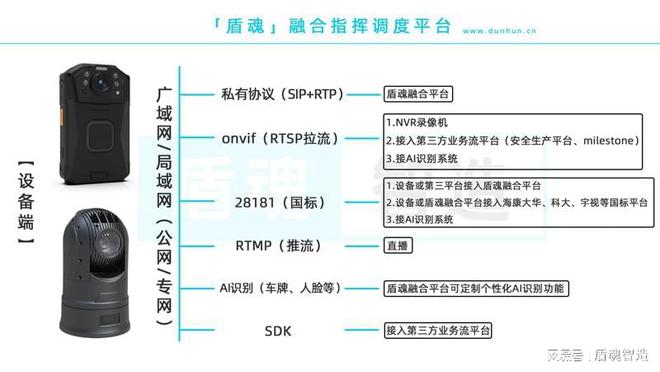 「盾魂」融合指挥调度平台
www.dunhun.cn
【设备端】
广域网/局域网（公网/专网）
私有协议（SIP+RTP）
盾魂融合平台
onvif（RTSP拉流）
1.NVR录像机
2.接入第三方业务流平台（安全生产平台、milestone）
3.接AI识别系统
28181（国标）
1.设备或第三平台接入盾魂融合平台
2.设备或盾魂融合平台接入海康大华、科大、宇视等国标平台
3.接AI识别系统
RTMP（推流）
直播
AI识别（车牌、人脸等）
盾魂融合平台可定制个性化AI识别功能
SDK
接入第三方业务流平台
盾魂智造
搜狐号@盾魂智造